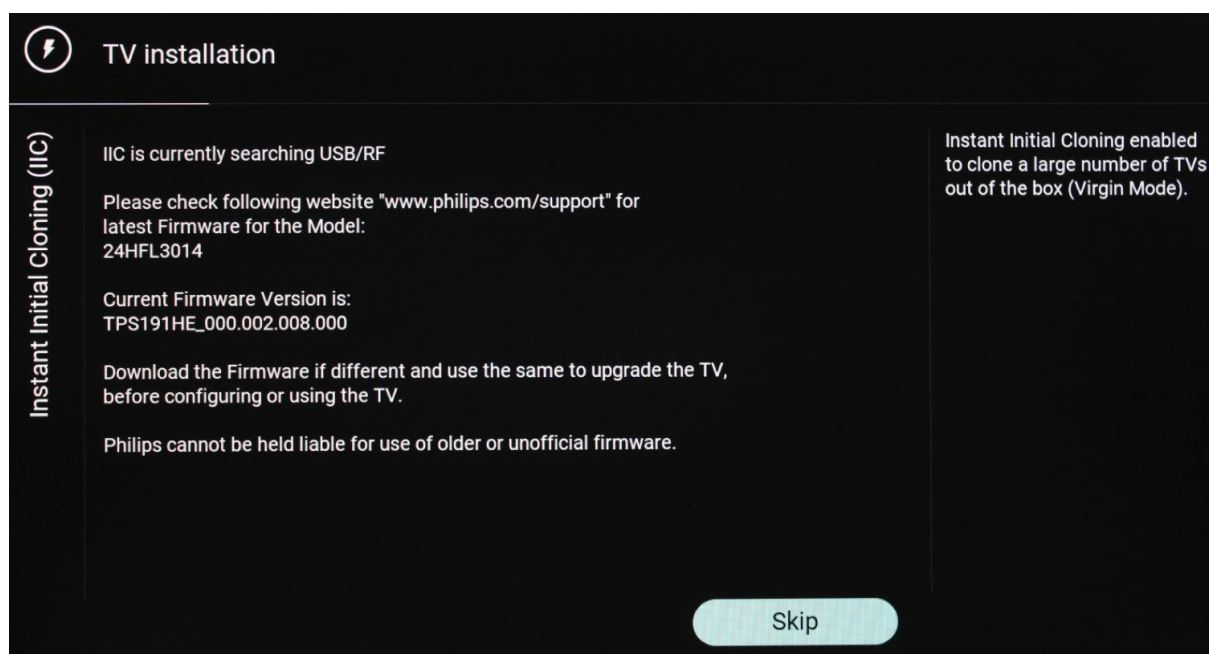 TV installation
Instant Initial Cloning (IIC)
IIC is currently searching USB/RF
Please check following website "www.philips.com/support" for
latest Firmware for the Model:
24HFL3014
Current Firmware Version is:
TPS191HE_000.002.008.000
Download the Firmware if different and use the same to upgrade the TV,
before configuring or using the TV.
Philips cannot be held liable for use of older or unofficial firmware.
Instant Initial Cloning enabled
to clone a large number of TVs
out of the box (Virgin Mode).
Skip